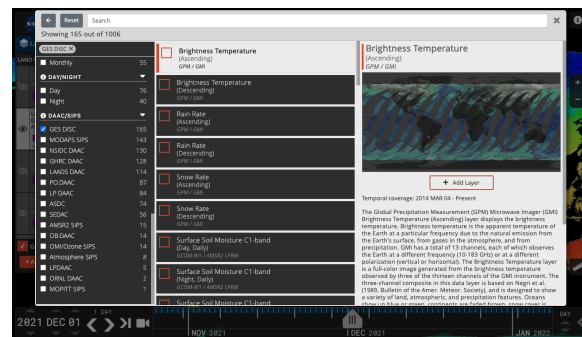 Reset
Search
Showing 165 out of 1006
GES DISC ×
Monthly 55
DAY/NIGHT
Day 76
Night 40
DAAC/SIPS
GES DISC 165
MODAPS SIPS 143
NSIDC DAAC 130
GHRC DAAC 128
LAADS DAAC 114
PO.DAAC 87
LP DAAC 84
ASDC 74
SEDAC 56
AMSR2 SIPS 15
OB.DAAC 14
OMI/Ozone SIPS 14
Atmosphere SIPS 8
LPDAAC 5
ORNL DAAC 2
MOPITT SIPS 1
Brightness Temperature
(Ascending)
GPM / GMI
Brightness Temperature
(Descending)
GPM / GMI
Rain Rate
(Ascending)
GPM / GMI
Rain Rate
(Descending)
GPM / GMI
Snow Rate
(Ascending)
GPM / GMI
Snow Rate
(Descending)
GPM / GMI
Surface Soil Moisture C1-band
(Day, Daily)
GCOM-W1 / AMSR2 LPRM
Surface Soil Moisture C1-band
(Night, Daily)
GCOM-W1 / AMSR2 LPRM
Surface Soil Moisture C2-band
Brightness Temperature
(Ascending)
GPM / GMI
+ Add Layer
Temporal coverage: 2014 MAR 04 - Present
The Global Precipitation Measurement (GPM) Microwave Imager (GMI)
Brightness Temperature (Ascending) layer displays the brightness
temperature. Brightness temperature is the apparent temperature of
the Earth at a particular frequency due to the natural emission from
the Earth's surface, from gases in the atmosphere, and from
precipitation. GMI has a total of 13 channels, each of which observes
the Earth at a different frequency (10-183 GHz) or at a different
polarization (vertical or horizontal). The Brightness Temperature layer
is a full-color image generated from the brightness temperature
observed by three of the thirteen channels of the GMI instrument. The
three-channel composite in this data layer is based on Negri et al.
(1989, Bulletin of the Amer. Meteor. Society), and is designed to show
a variety of land, atmospheric, and precipitation features. Oceans
LAND
1 DAY
2021 DEC 01
NOV 2021
DEC 2021
JAN 2022
DAY